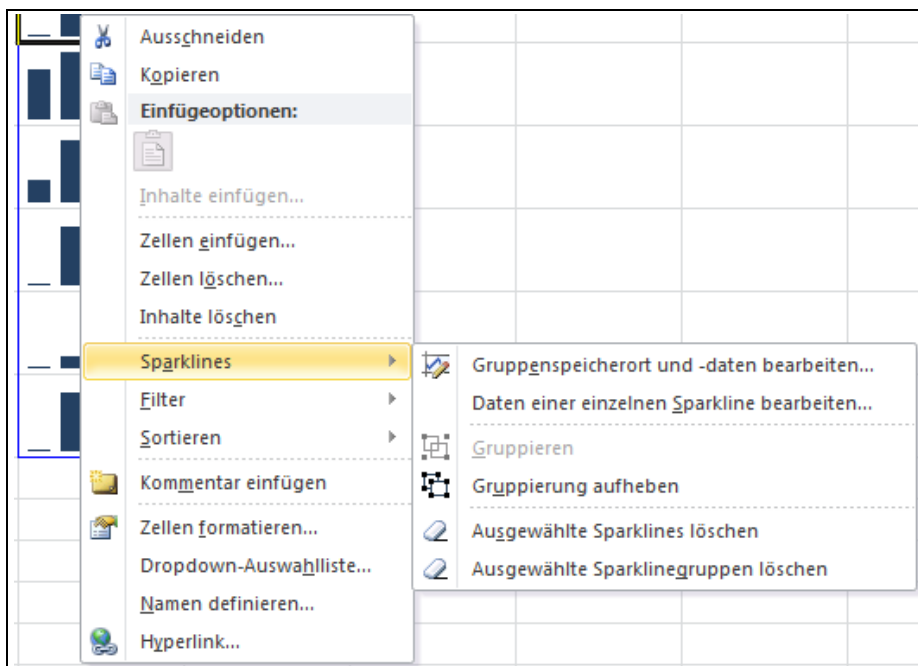 Ausschneiden
Kopieren
Einfügeoptionen:
Inhalte einfügen...
Zellen einfügen...
Zellen löschen...
Inhalte löschen
Sparklines
Filter
Sortieren
Kommentar einfügen
Zellen formatieren...
Dropdown-Auswahlliste...
Namen definieren...
Hyperlink...
Gruppenspeicherort und -daten bearbeiten...
Daten einer einzelnen Sparkline bearbeiten...
Gruppieren
Gruppierung aufheben
Ausgewählte Sparklines löschen
Ausgewählte Sparklinegruppen löschen